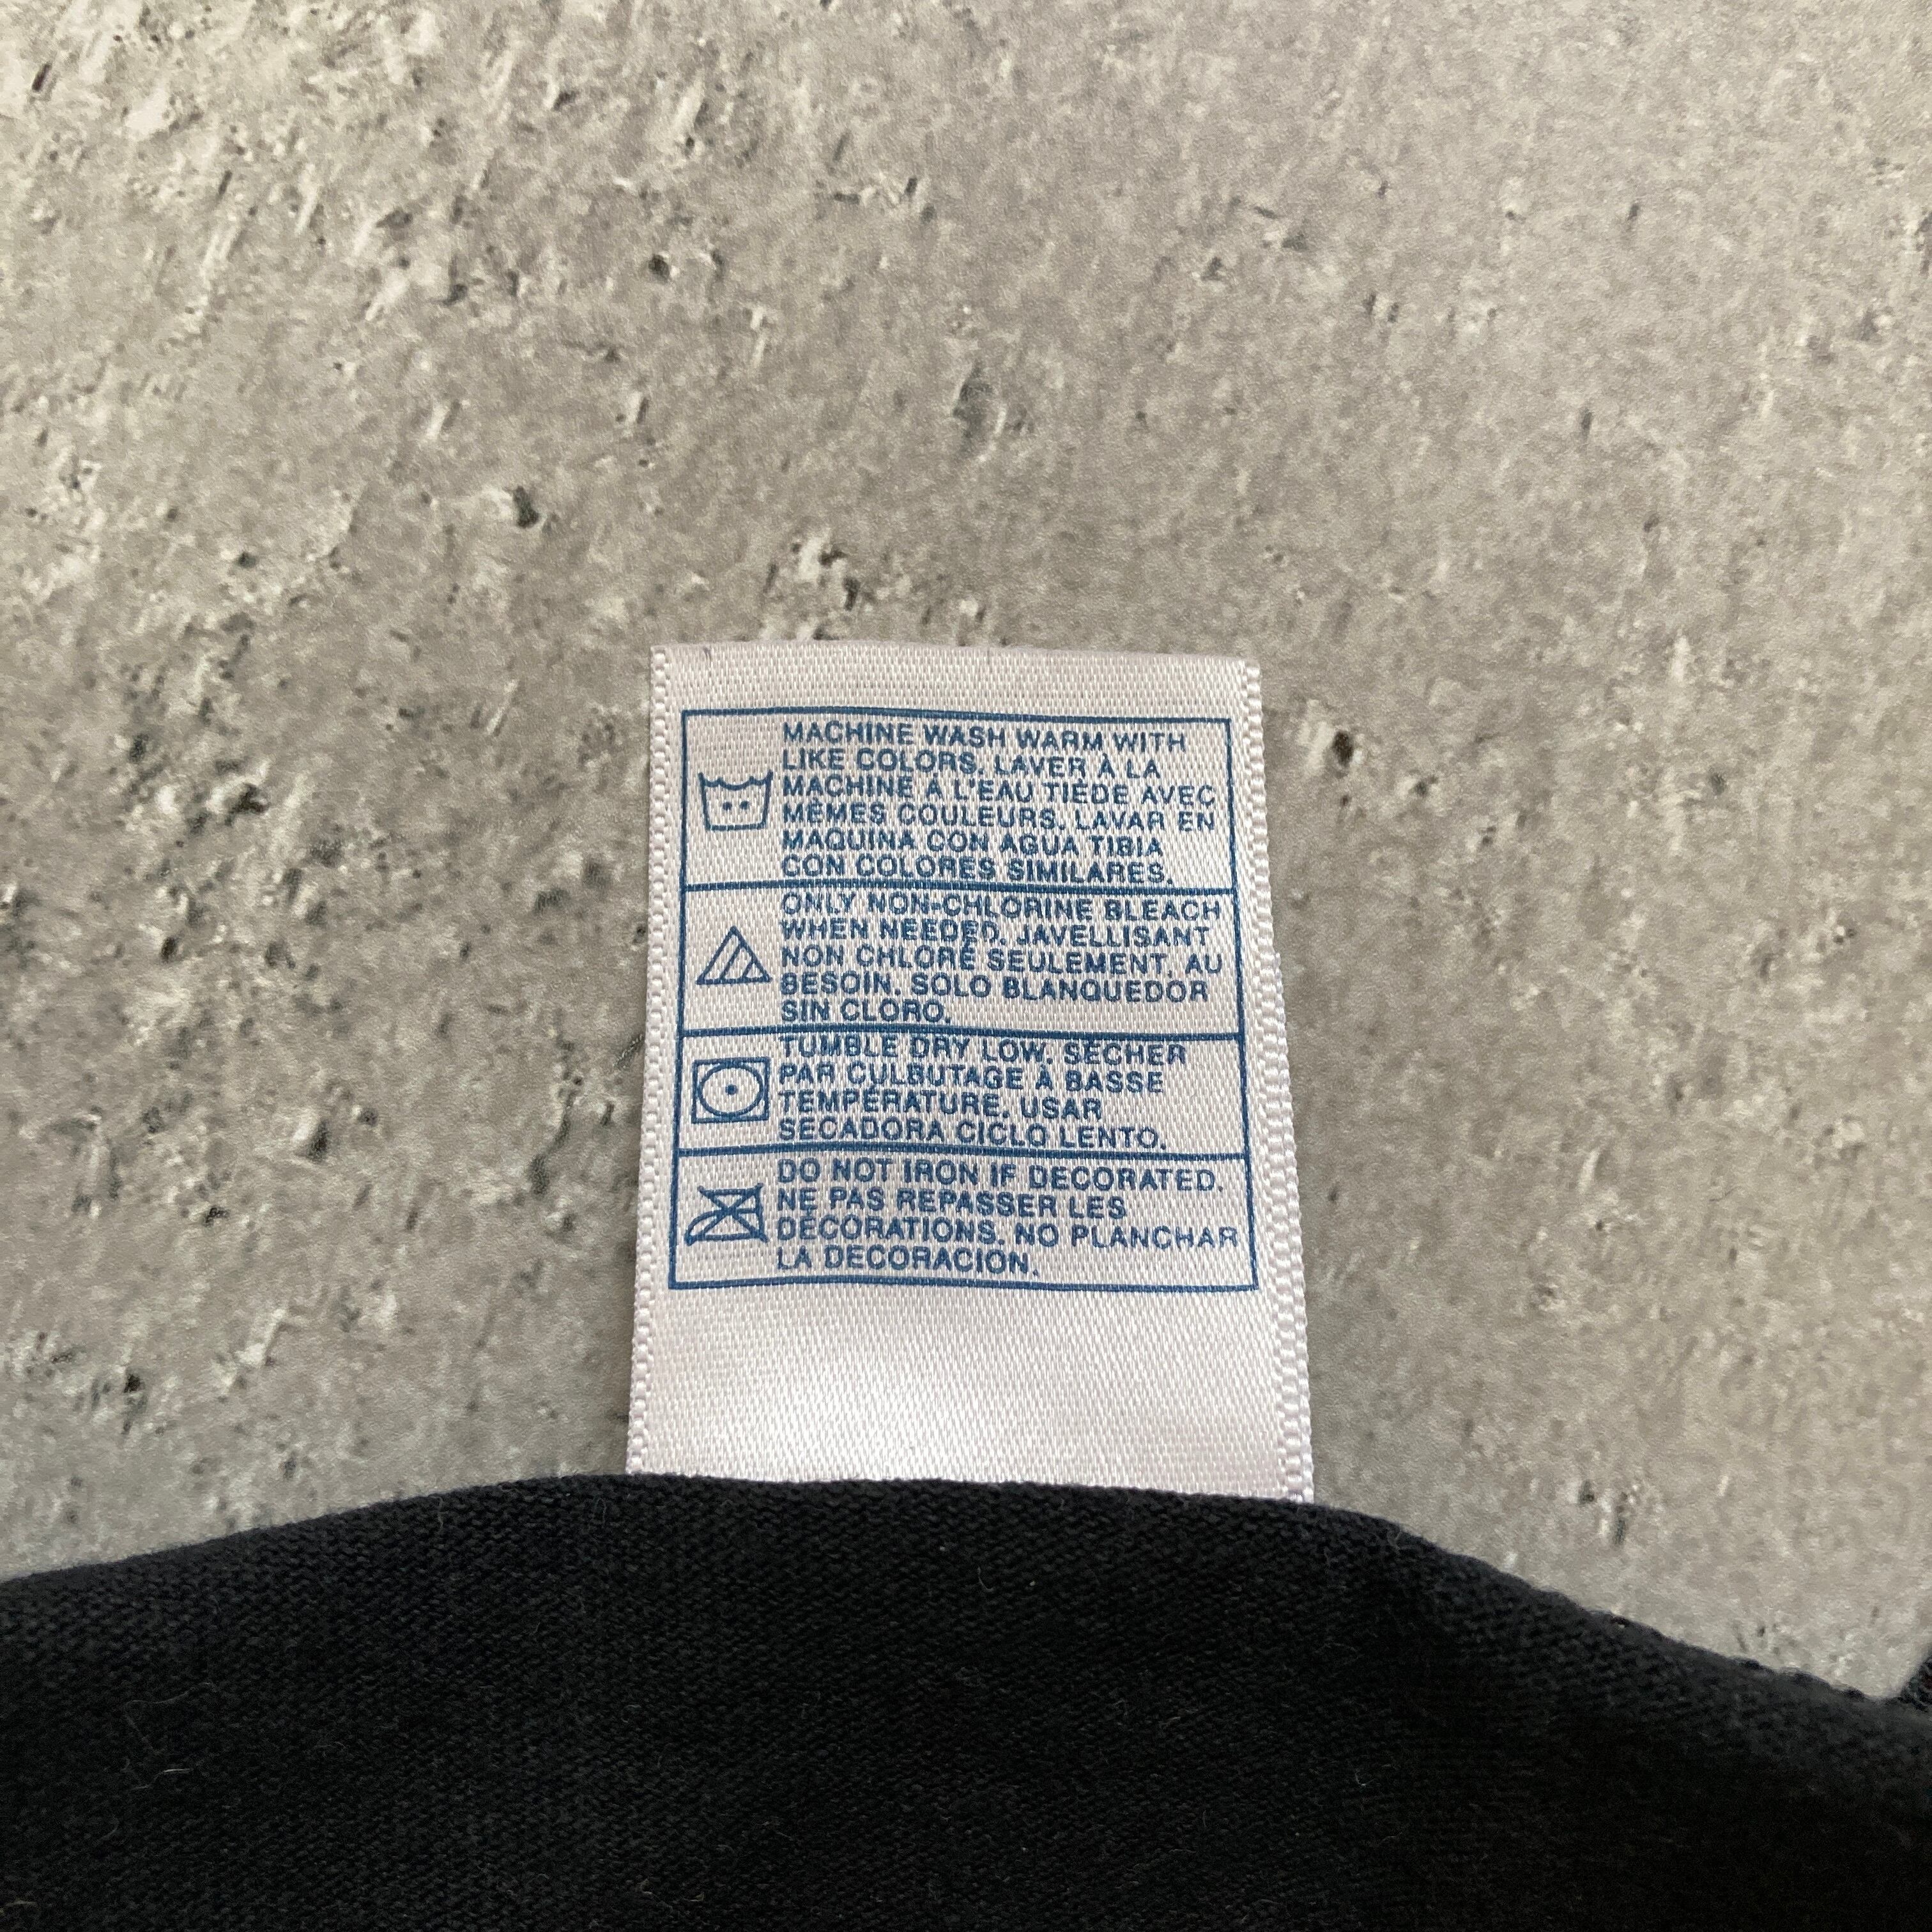 MACHINE WASH WARM WITH
LIKE COLORS. LAVER À LA
MACHINE À L'EAU TIÈDE AVEC
MÊMES COULEURS. LAVAR EN
MAQUINA CON AGUA TIBIA
CON COLORES SIMILARES.
ONLY NON-CHLORINE BLEACH
WHEN NEEDED. JAVELLISANT
NON CHLORÉ SEULEMENT, AU
BESOIN. SOLO BLANQUEDOR
SIN CLORO.
TUMBLE DRY LOW. SÉCHER
PAR CULBUTAGE À BASSE
TEMPÉRATURE. USAR
SECADORA CICLO LENTO.
DO NOT IRON IF DECORATED.
NE PAS REPASSER LES
DÉCORATIONS. NO PLANCHAR
LA DECORACION.